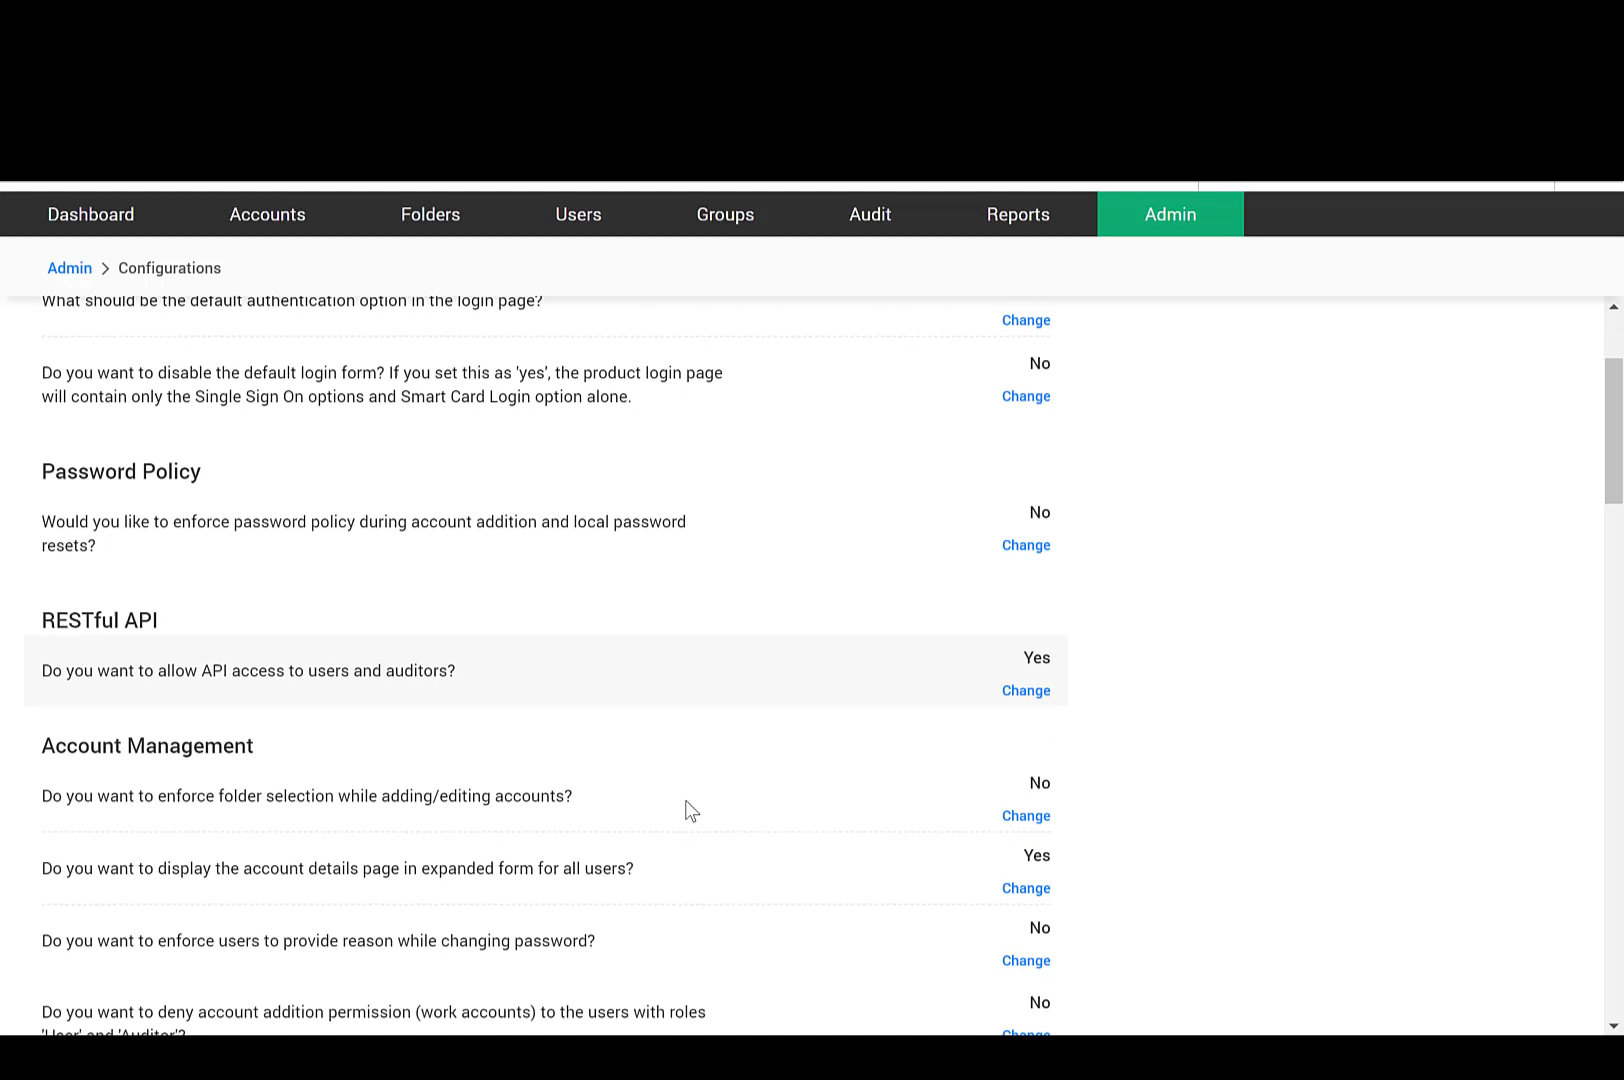 Dashboard Accounts Folders Users Groups Audit Reports Admin
Admin > Configurations
What should be the default authentication option in the login page?
Change
Do you want to disable the default login form? If you set this as 'yes', the product login page
will contain only the Single Sign On options and Smart Card Login option alone.
No
Change
Password Policy
Would you like to enforce password policy during account addition and local password
resets?
No
Change
RESTful API
Do you want to allow API access to users and auditors?
Yes
Change
Account Management
Do you want to enforce folder selection while adding/editing accounts?
No
Change
Do you want to display the account details page in expanded form for all users?
Yes
Change
Do you want to enforce users to provide reason while changing password?
No
Change
Do you want to deny account addition permission (work accounts) to the users with roles
'User' and 'Auditor'?
No
Change